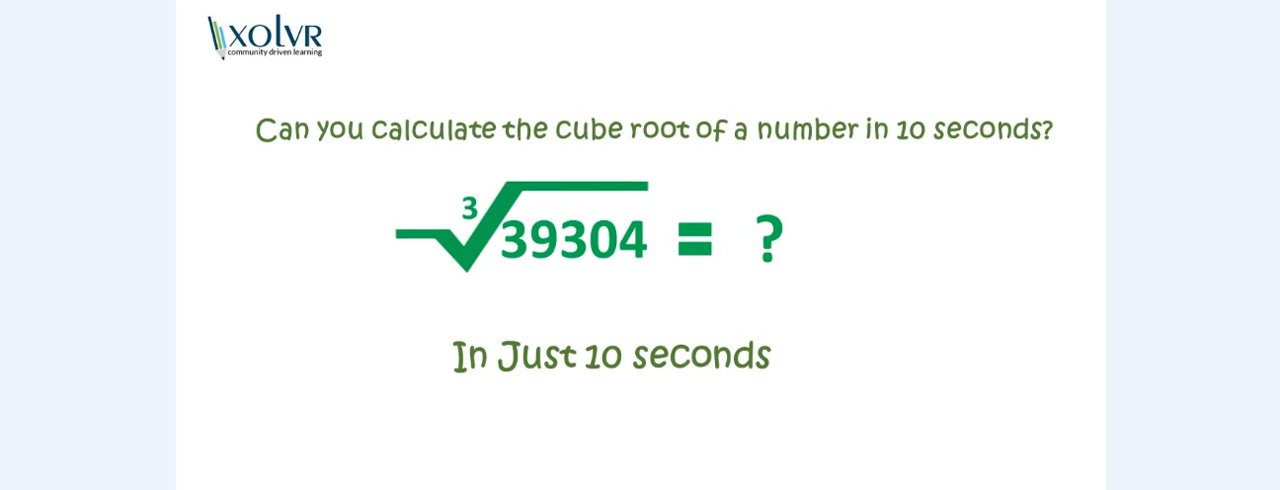 xolvr
community driven learning
Can you calculate the cube root of a number in 10 seconds?
3√39304 = ?
In Just 10 seconds